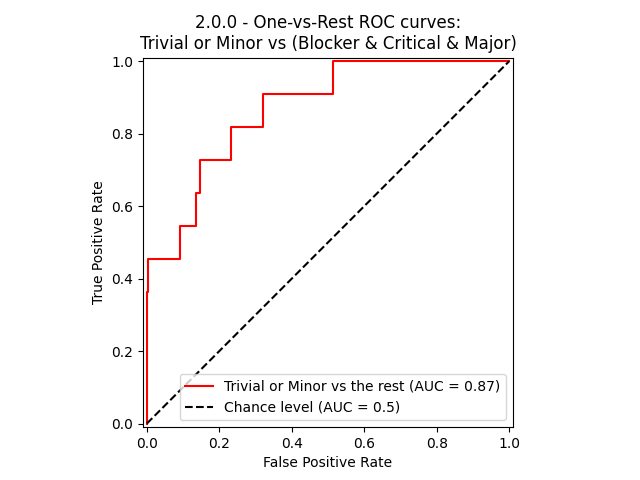 2.0.0 - One-vs-Rest ROC curves:
Trivial or Minor vs (Blocker & Critical & Major)
1.0
0.8
0.6
0.4
0.2
0.0
True Positive Rate
Trivial or Minor vs the rest (AUC = 0.87)
Chance level (AUC = 0.5)
0.0 0.2 0.4 0.6 0.8 1.0
False Positive Rate